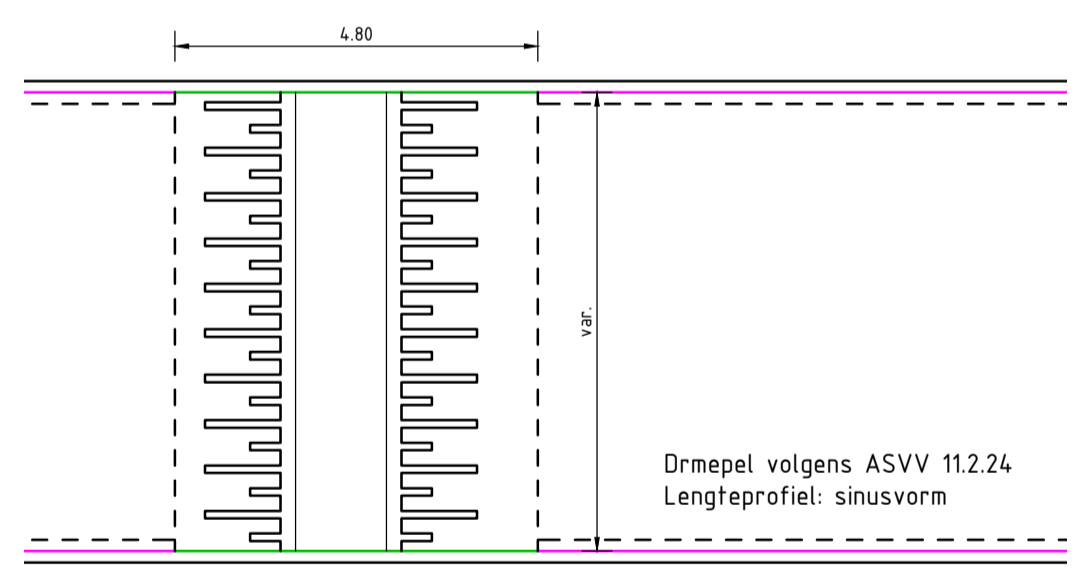 4.80
var.
Drmepel volgens ASVV 11.2.24
Lengteprofiel: sinusvorm